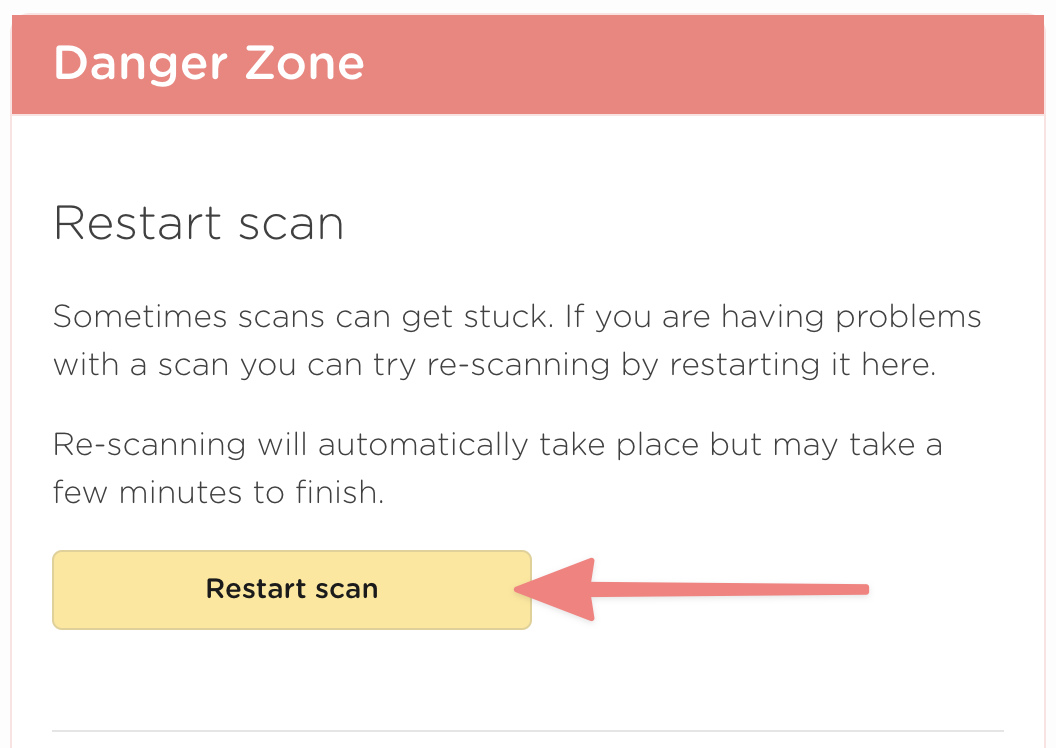 Danger Zone
Restart scan
Sometimes scans can get stuck. If you are having problems
with a scan you can try re-scanning by restarting it here.
Re-scanning will automatically take place but may take a
few minutes to finish.
Restart scan